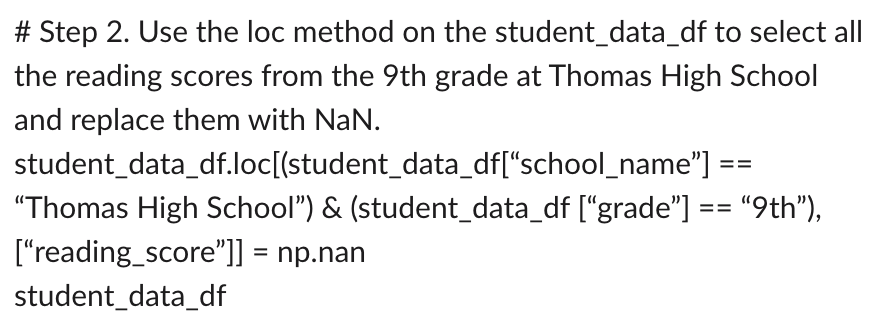 # Step 2. Use the loc method on the student_data_df to select all
the reading scores from the 9th grade at Thomas High School
and replace them with NaN.
student_data_df.loc[(student_data_df[“school_name”] ==
“Thomas High School”) & (student_data_df [“grade”] == “9th”),
[“reading_score”]] = np.nan
student_data_df